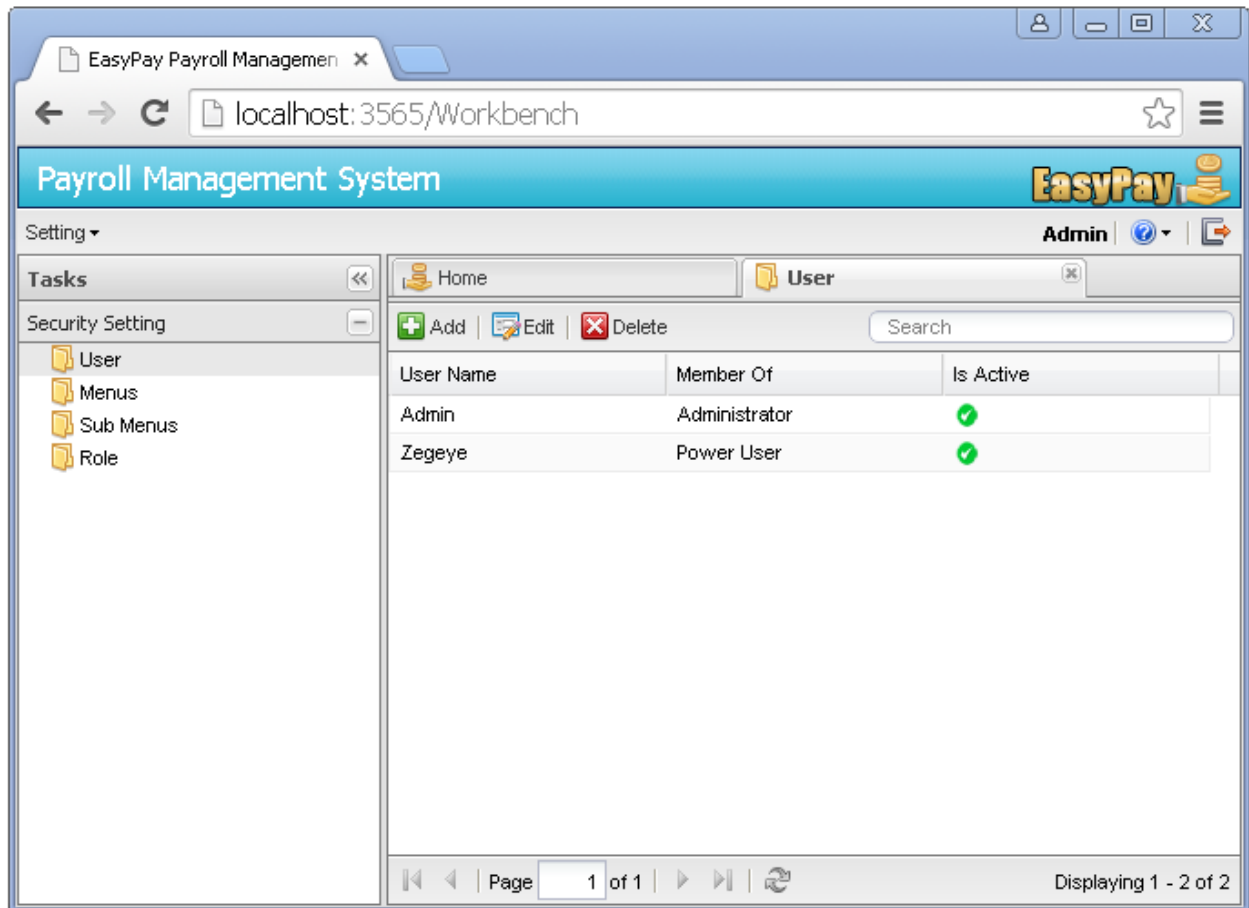 EasyPay Payroll Managemen
localhost:3565/Workbench
Payroll Management System EasyPay
Setting Admin
Tasks Home User
Security Setting Add Edit Delete Search
User
Menus
Sub Menus
Role
User Name Member Of Is Active
Admin Administrator
Zegeye Power User
Page 1 of 1 Displaying 1 - 2 of 2